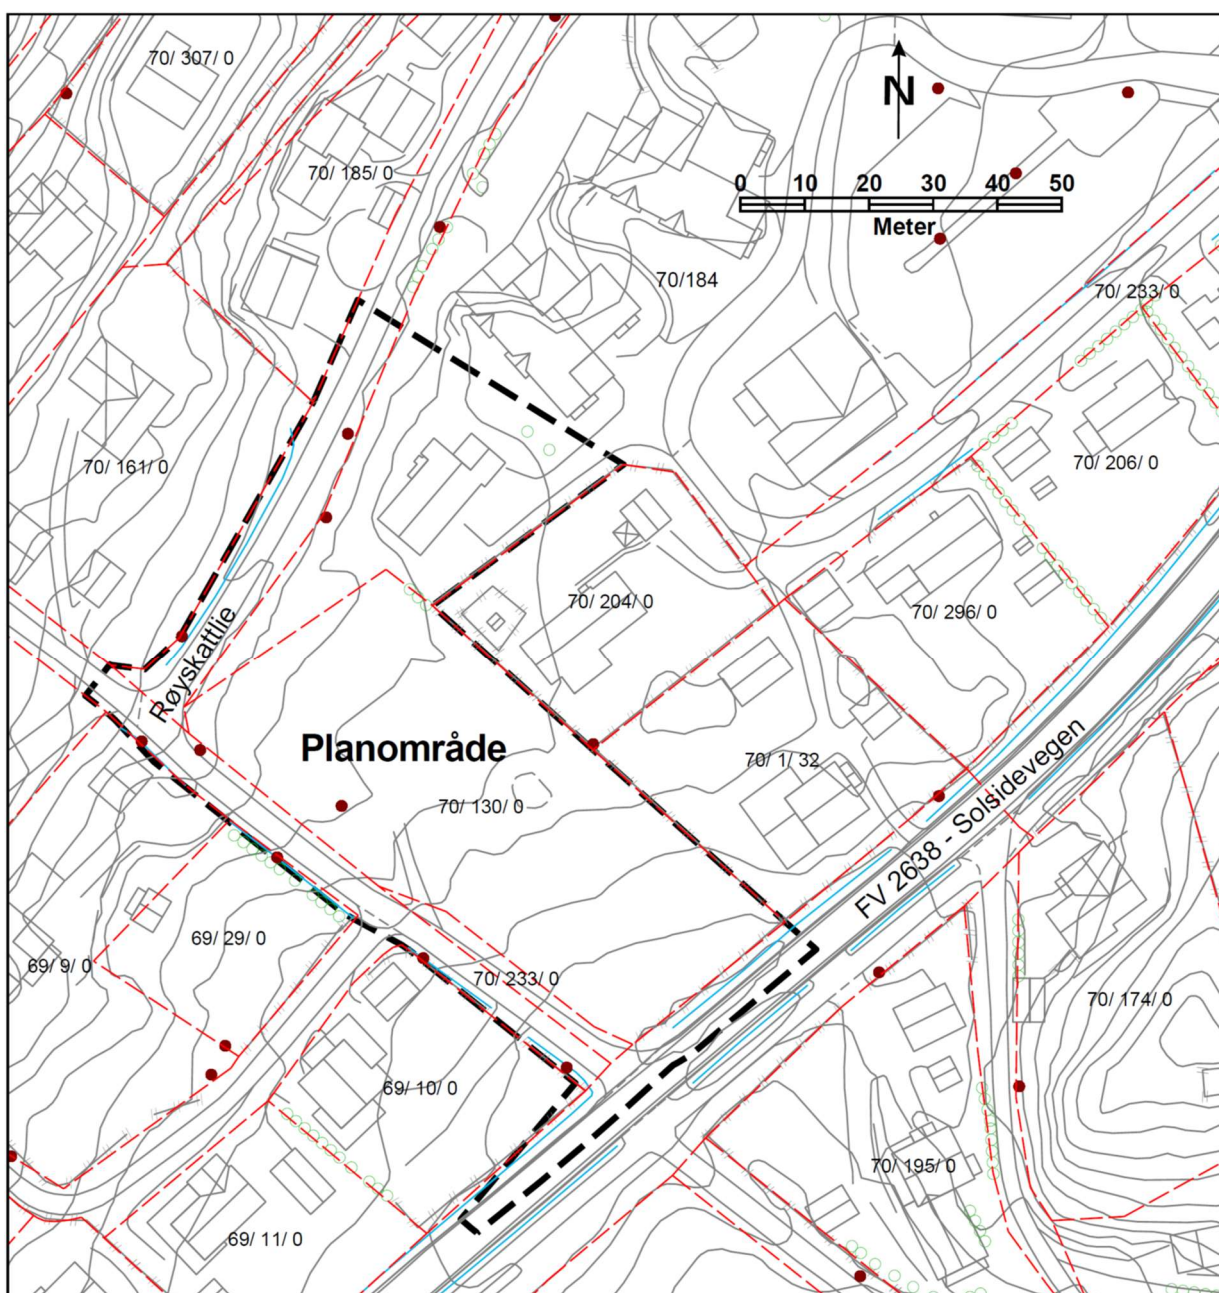 70/ 307/ 0
N
70/ 185/ 0
0 10 20 30 40 50
Meter
70/184
70/ 233/ 0
70/ 161/ 0
70/ 206/ 0
70/ 204/ 0
70/ 296/ 0
Røyskattlie
Planområde
70/ 1/ 32
70/ 130/ 0
FV 2638 - Solsidevegen
69/ 29/ 0
69/ 9/ 0
70/ 233/ 0
70/ 174/ 0
69/ 10/ 0
70/ 195/ 0
69/ 11/ 0